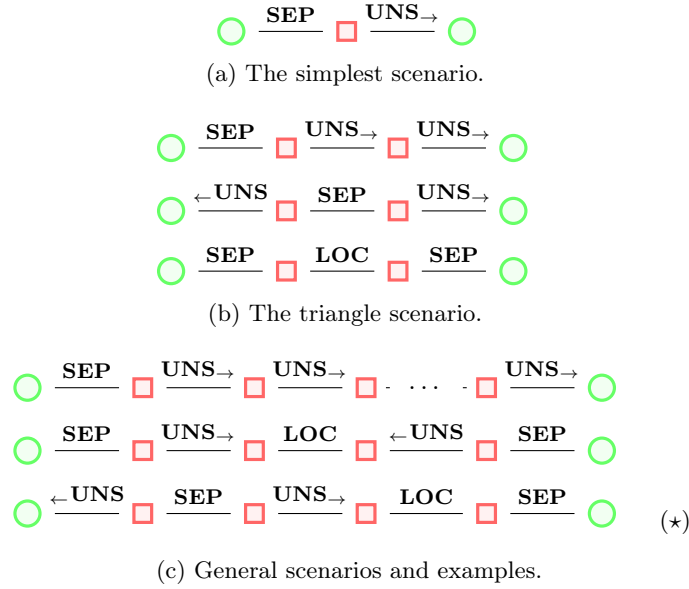 SEP UNS→
(a) The simplest scenario.
SEP UNS→ UNS→
←UNS SEP UNS→
SEP LOC SEP
(b) The triangle scenario.
SEP UNS→ UNS→ · · · UNS→
SEP UNS→ LOC ←UNS SEP
←UNS SEP UNS→ LOC SEP
(⋆)
(c) General scenarios and examples.